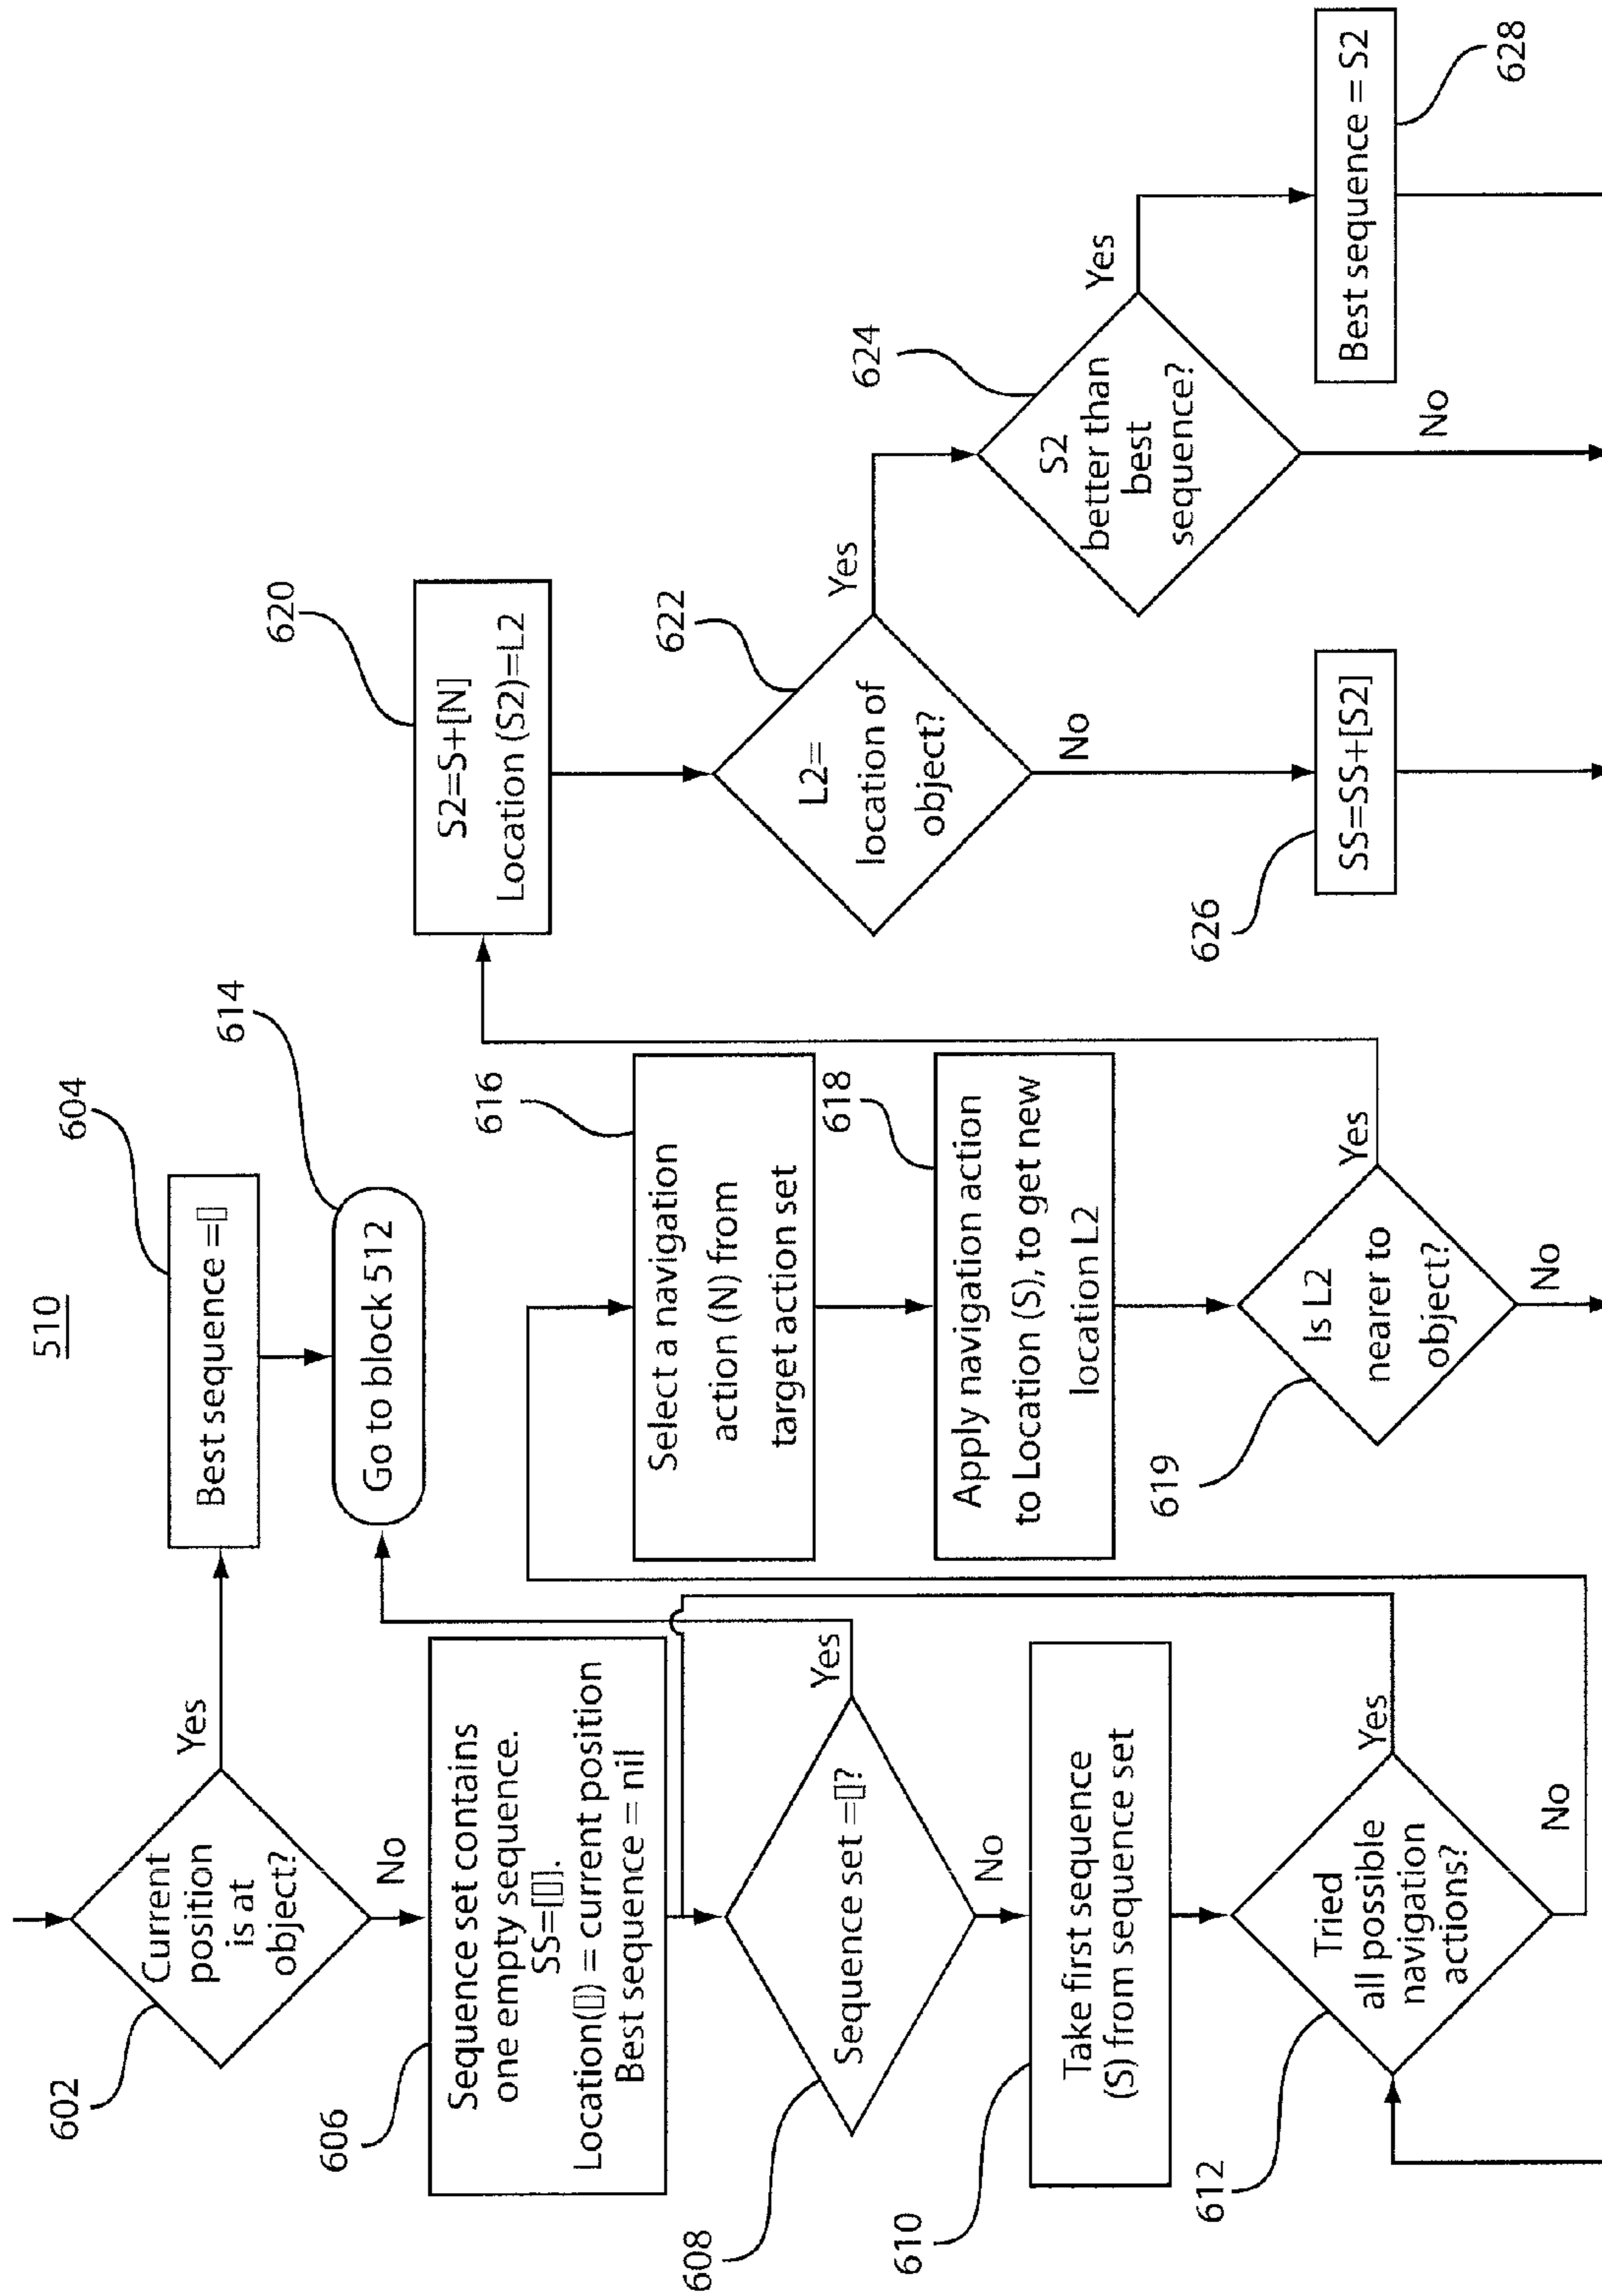 510
602
Current
position
is at
object?
Yes
No
604
Best sequence =[]
614
Go to block 512
606
Sequence set contains
one empty sequence.
SS=[[]].
Location([]) = current position
Best sequence = nil
608
Sequence set =[]?
Yes
No
610
Take first sequence
(S) from sequence set
612
Tried
all possible
navigation
actions?
Yes
No
616
Select a navigation
action (N) from
target action set
618
Apply navigation action
to Location (S), to get new
location L2
619
Is L2
nearer to
object?
Yes
No
620
S2=S+[N]
Location (S2)=L2
622
L2=
location of
object?
Yes
No
624
S2
better than
best
sequence?
Yes
No
626
SS=SS+[S2]
628
Best sequence = S2